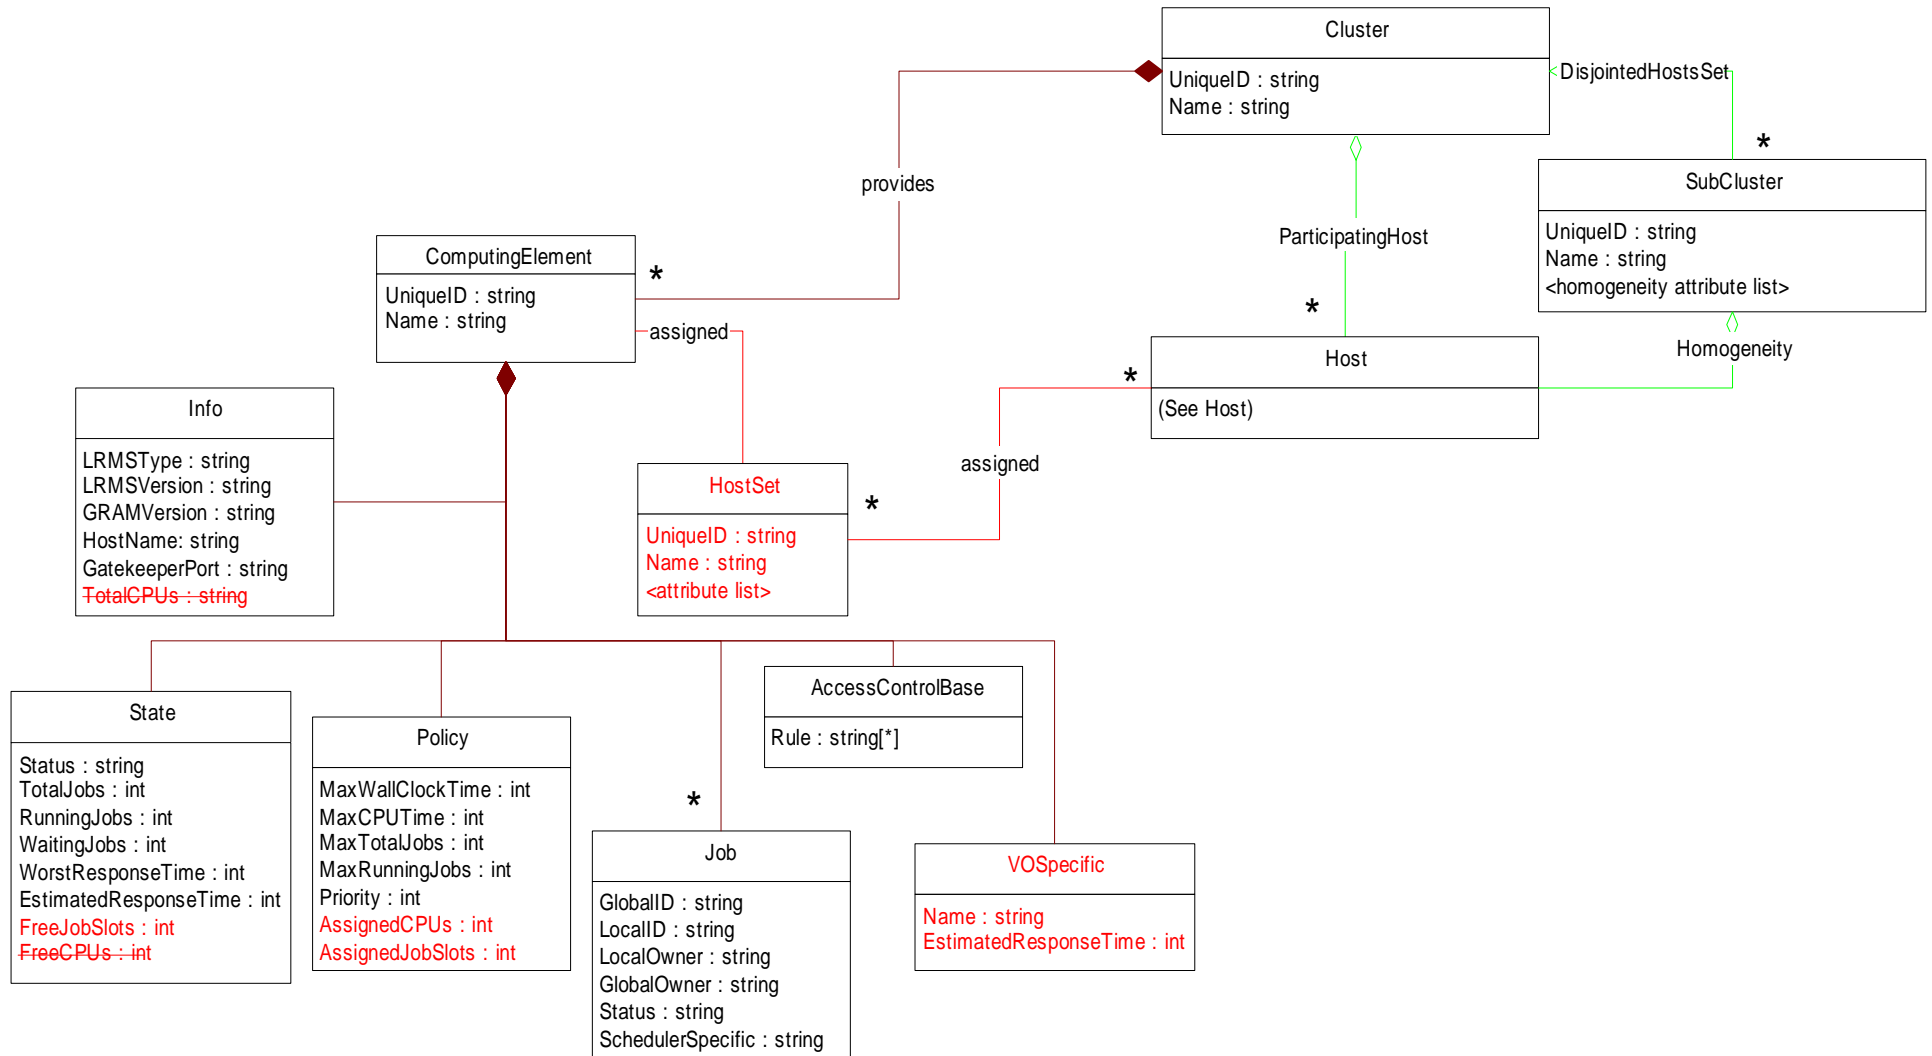 Cluster
UniqueID : string
Name : string
DisjointedHostsSet
*
SubCluster
UniqueID : string
Name : string
<homogeneity attribute list>
provides
ParticipatingHost
*
Homogeneity
ComputingElement
UniqueID : string
Name : string
*
assigned
Host
(See Host)
*
assigned
*
HostSet
UniqueID : string
Name : string
<attribute list>
Info
LRMSType : string
LRMSVersion : string
GRAMVersion : string
HostName: string
GatekeeperPort : string
TotalCPUs : string
State
Status : string
TotalJobs : int
RunningJobs : int
WaitingJobs : int
WorstResponseTime : int
EstimatedResponseTime : int
FreeJobSlots : int
FreeCPUs : int
Policy
MaxWallClockTime : int
MaxCPUTime : int
MaxTotalJobs : int
MaxRunningJobs : int
Priority : int
AssignedCPUs : int
AssignedJobSlots : int
*
Job
GlobalID : string
LocalID : string
LocalOwner : string
GlobalOwner : string
Status : string
SchedulerSpecific : string
AccessControlBase
Rule : string[*]
VOSpecific
Name : string
EstimatedResponseTime : int